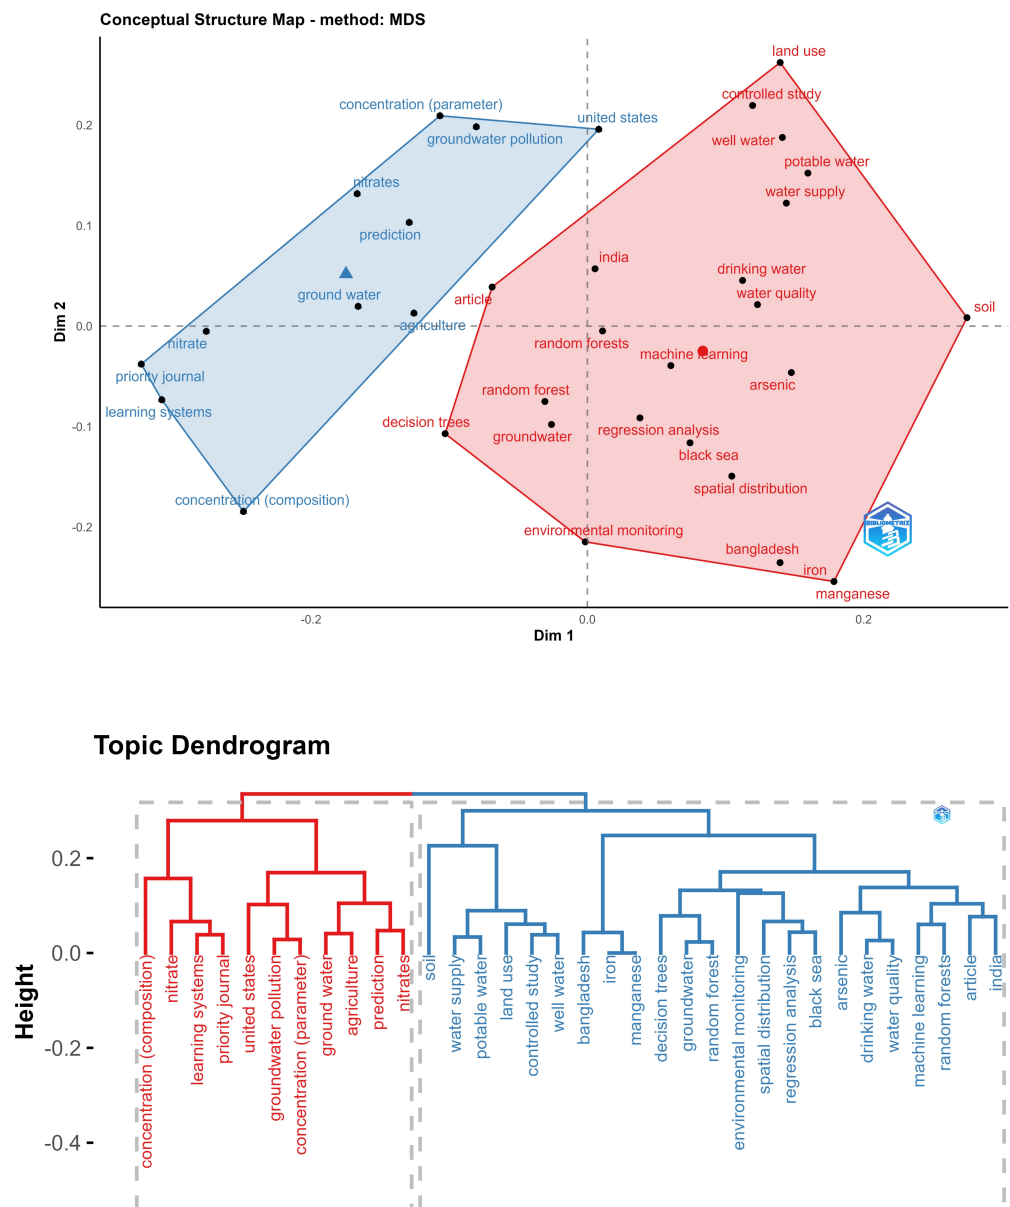 Conceptual Structure Map - method: MDS
land use
concentration (parameter)
controlled study
united states
groundwater pollution
well water
potable water
nitrates
water supply
prediction
india
drinking water
ground water
water quality
article
soil
agriculture
nitrate
random forests
machine learning
priority journal
arsenic
random forest
learning systems
decision trees
regression analysis
groundwater
black sea
spatial distribution
concentration (composition)
environmental monitoring
bangladesh
iron
manganese
BIBLIOMETRIX
Dim 2
0.2
0.1
0.0
-0.1
-0.2
-0.2
0.0
0.2
Dim 1
Topic Dendrogram
Height
0.2
0.0
-0.2
-0.4
concentration (composition)
nitrate
learning systems
priority journal
united states
groundwater pollution
concentration (parameter)
ground water
agriculture
prediction
nitrates
soil
water supply
potable water
land use
controlled study
well water
bangladesh
iron
manganese
decision trees
groundwater
random forest
environmental monitoring
spatial distribution
regression analysis
black sea
arsenic
drinking water
water quality
machine learning
random forests
article
india